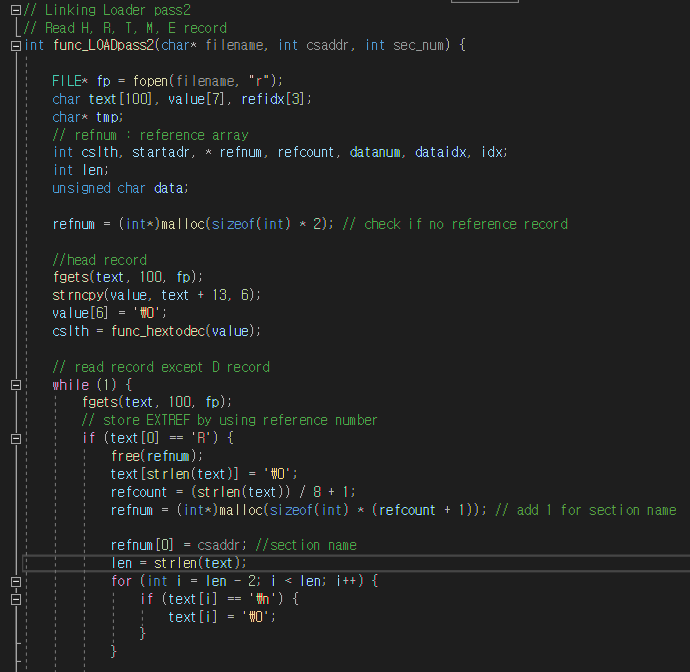 // Linking Loader pass2
// Read H, R, T, M, E record
int func_LOADpass2(char* filename, int csaddr, int sec_num) {
FILE* fp = fopen(filename, "r");
char text[100], value[7], refidx[3];
char* tmp;
// refnum : reference array
int cslth, startadr, * refnum, refcount, datanum, dataidx, idx;
int len;
unsigned char data;
refnum = (int*)malloc(sizeof(int) * 2); // check if no reference record
//head record
fgets(text, 100, fp);
strncpy(value, text + 13, 6);
value[6] = '₩0';
cslth = func_hextodec(value);
// read record except D record
while (1) {
fgets(text, 100, fp);
// store EXTREF by using reference number
if (text[0] == 'R') {
free(refnum);
text[strlen(text)] = '₩0';
refcount = (strlen(text)) / 8 + 1;
refnum = (int*)malloc(sizeof(int) * (refcount + 1)); // add 1 for section name
refnum[0] = csaddr; //section name
len = strlen(text);
for (int i = len - 2; i < len; i++) {
if (text[i] == '₩n') {
text[i] = '₩0';
}
}